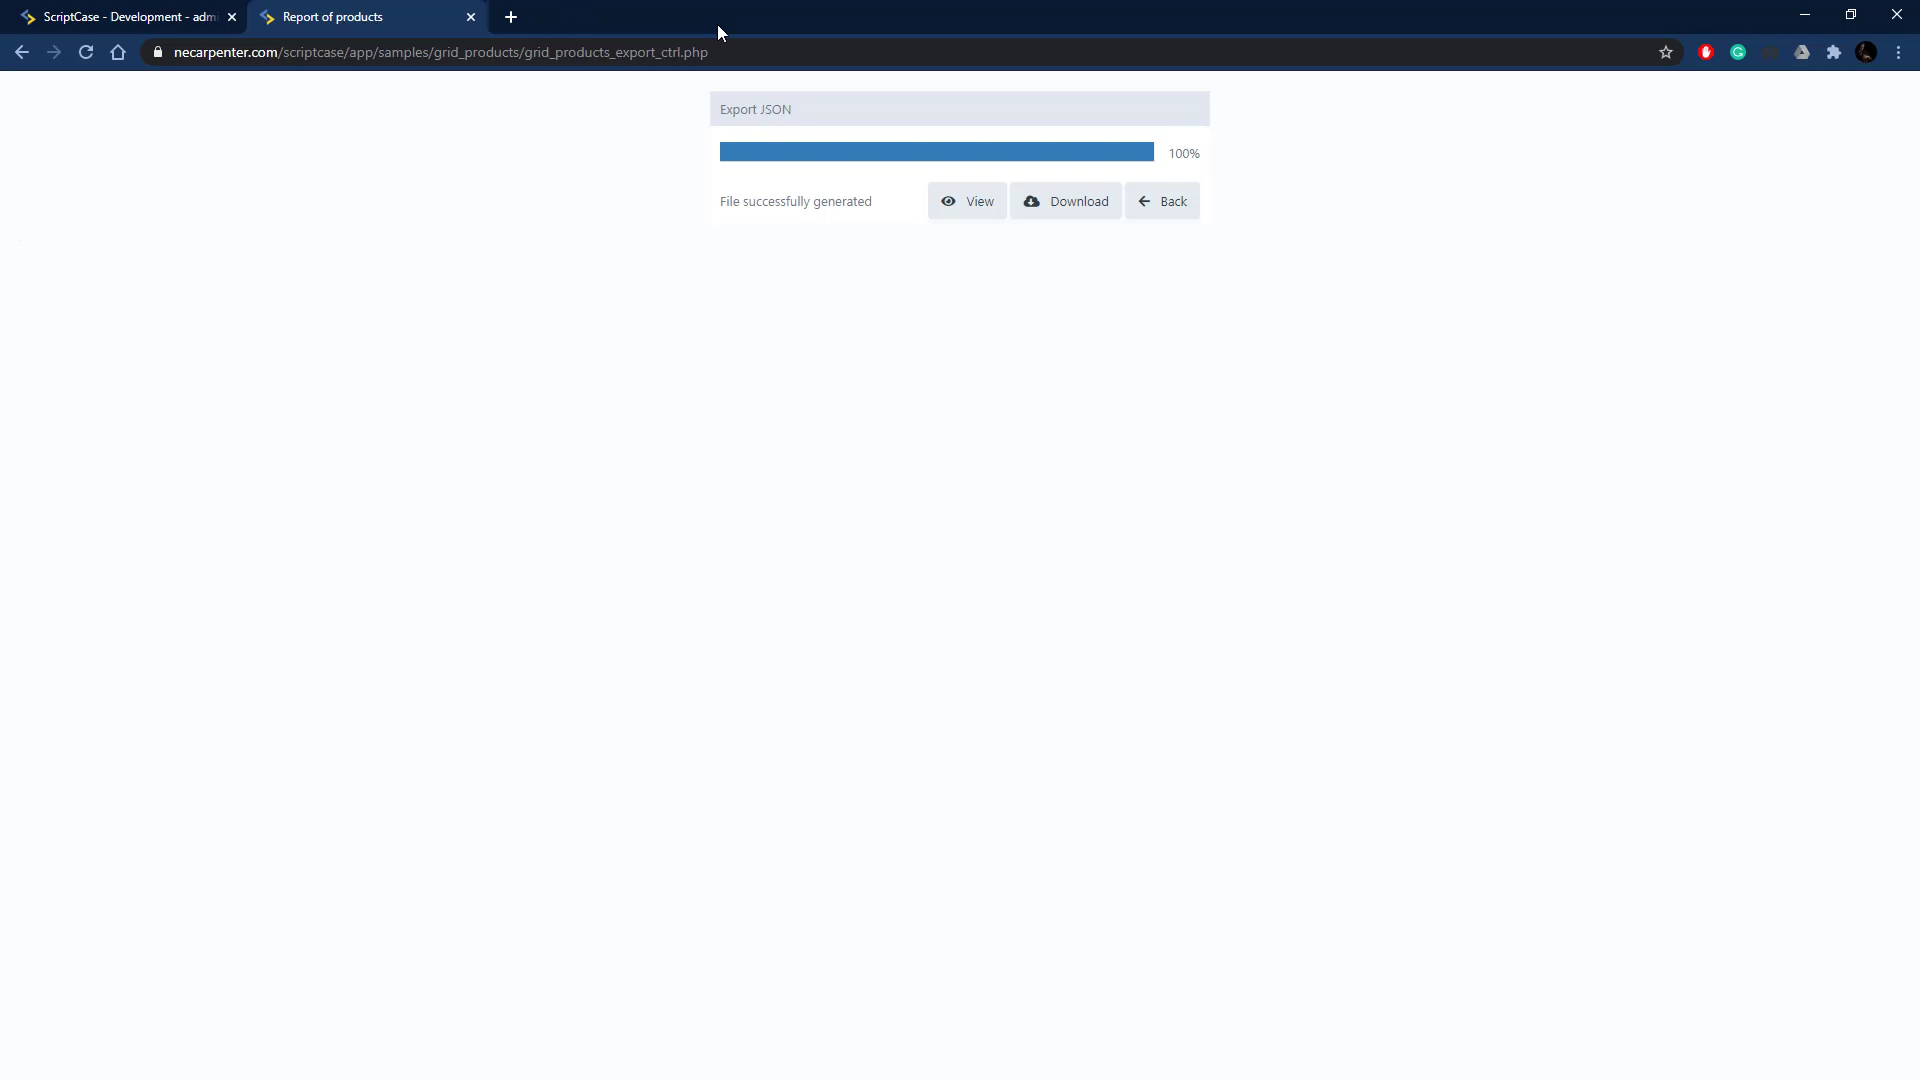 ScriptCase - Development - adm
Report of products
necarpenter.com/scriptcase/app/samples/grid_products/grid_products_export_ctrl.php
Export JSON
100%
File successfully generated
View
Download
Back